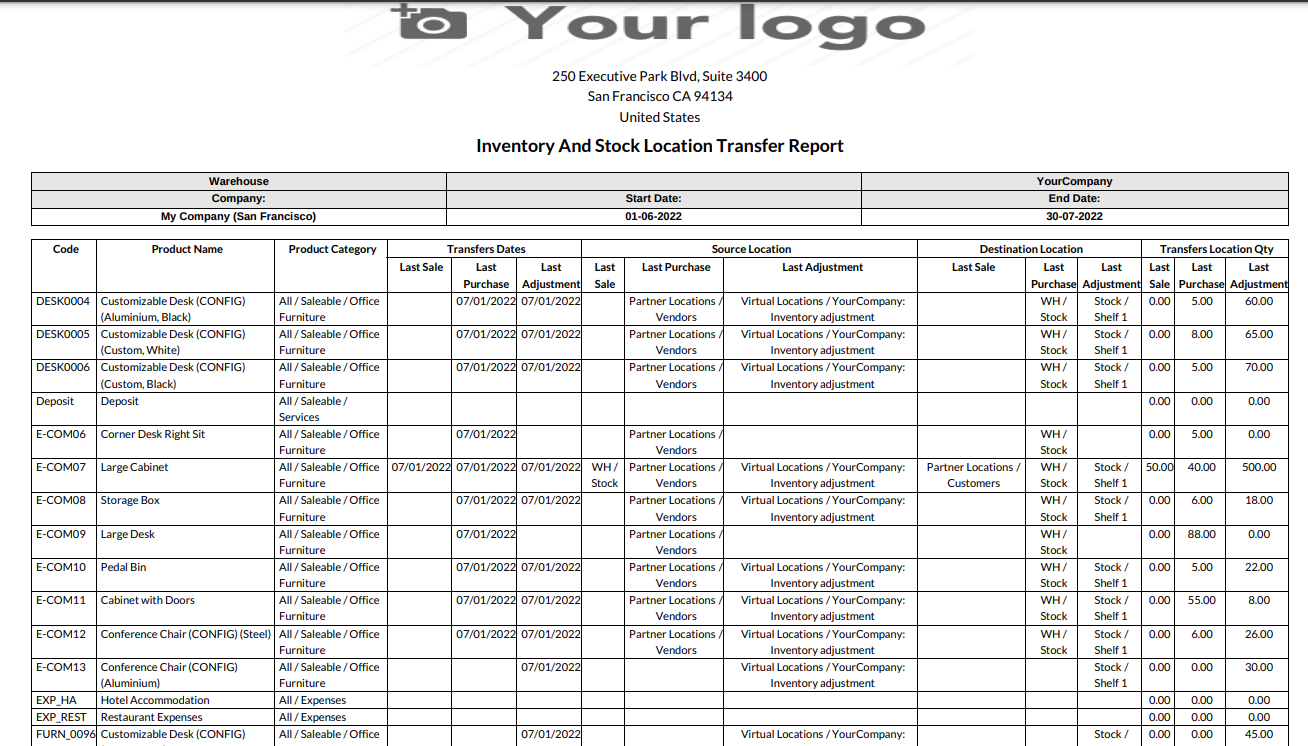 Your logo
250 Executive Park Blvd, Suite 3400
San Francisco CA 94134
United States
Inventory And Stock Location Transfer Report
Warehouse YourCompany
Company: Start Date: End Date:
My Company (San Francisco) 01-06-2022 30-07-2022
Code Product Name Product Category Transfers Dates Source Location Destination Location Transfers Location Qty
Last Sale Last Last Last Last Purchase Last Adjustment Last Sale Last Last Last Last Last
Purchase Adjustment Sale Purchase Adjustment Sale Purchase Adjustment
DESK0004 Customizable Desk (CONFIG) All / Saleable / Office 07/01/2022 07/01/2022 Partner Locations / Virtual Locations / YourCompany: WH / Stock / 0.00 5.00 60.00
(Aluminium, Black) Furniture Vendors Inventory adjustment Stock Shelf 1
DESK0005 Customizable Desk (CONFIG) All / Saleable / Office 07/01/2022 07/01/2022 Partner Locations / Virtual Locations / YourCompany: WH / Stock / 0.00 8.00 65.00
(Custom, White) Furniture Vendors Inventory adjustment Stock Shelf 1
DESK0006 Customizable Desk (CONFIG) All / Saleable / Office 07/01/2022 07/01/2022 Partner Locations / Virtual Locations / YourCompany: WH / Stock / 0.00 5.00 70.00
(Custom, Black) Furniture Vendors Inventory adjustment Stock Shelf 1
Deposit Deposit All / Saleable / 0.00 0.00 0.00
Services
E-COM06 Corner Desk Right Sit All / Saleable / Office 07/01/2022 Partner Locations / WH / 0.00 5.00 0.00
Furniture Vendors Stock
E-COM07 Large Cabinet All / Saleable / Office 07/01/2022 07/01/2022 07/01/2022 WH / Partner Locations / Virtual Locations / YourCompany: Partner Locations / WH / Stock / 50.00 40.00 500.00
Furniture Stock Vendors Inventory adjustment Customers Stock Shelf 1
E-COM08 Storage Box All / Saleable / Office 07/01/2022 07/01/2022 Partner Locations / Virtual Locations / YourCompany: WH / Stock / 0.00 6.00 18.00
Furniture Vendors Inventory adjustment Stock Shelf 1
E-COM09 Large Desk All / Saleable / Office 07/01/2022 Partner Locations / WH / 0.00 88.00 0.00
Furniture Vendors Stock
E-COM10 Pedal Bin All / Saleable / Office 07/01/2022 07/01/2022 Partner Locations / Virtual Locations / YourCompany: WH / Stock / 0.00 5.00 22.00
Furniture Vendors Inventory adjustment Stock Shelf 1
E-COM11 Cabinet with Doors All / Saleable / Office 07/01/2022 07/01/2022 Partner Locations / Virtual Locations / YourCompany: WH / Stock / 0.00 55.00 8.00
Furniture Vendors Inventory adjustment Stock Shelf 1
E-COM12 Conference Chair (CONFIG) (Steel) All / Saleable / Office 07/01/2022 07/01/2022 Partner Locations / Virtual Locations / YourCompany: WH / Stock / 0.00 6.00 26.00
Furniture Vendors Inventory adjustment Stock Shelf 1
E-COM13 Conference Chair (CONFIG) All / Saleable / Office 07/01/2022 Virtual Locations / YourCompany: Stock / 0.00 0.00 30.00
(Aluminium) Furniture Inventory adjustment Shelf 1
EXP_HA Hotel Accommodation All / Expenses 0.00 0.00 0.00
EXP_REST Restaurant Expenses All / Expenses 0.00 0.00 0.00
FURN_0096 Customizable Desk (CONFIG) All / Saleable / Office 07/01/2022 Virtual Locations / YourCompany: Stock / 0.00 0.00 45.00